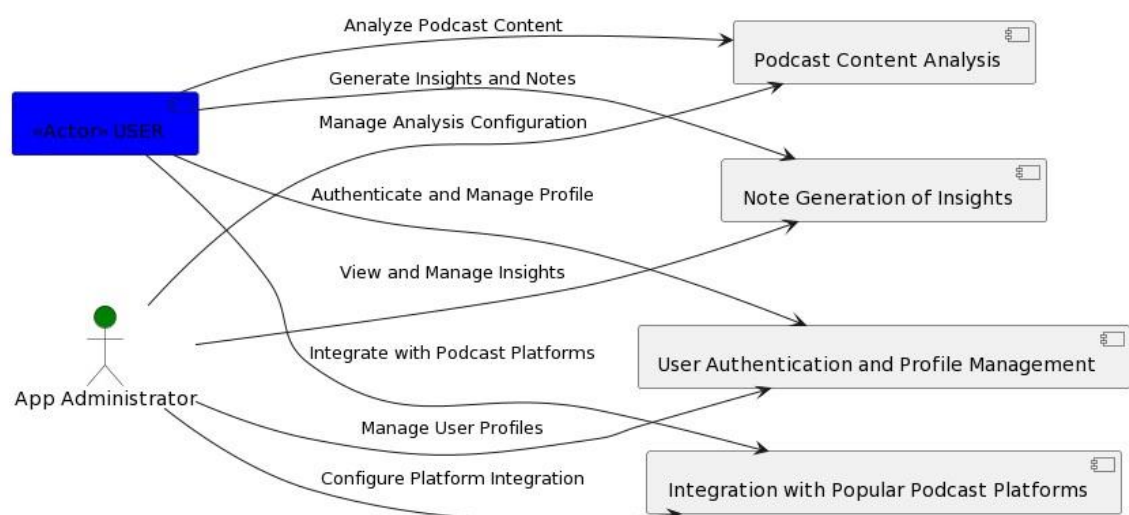 Analyze Podcast Content
Podcast Content Analysis
Generate Insights and Notes
Manage Analysis Configuration
«Actor» USER
Authenticate and Manage Profile
Note Generation of Insights
View and Manage Insights
Integrate with Podcast Platforms
User Authentication and Profile Management
App Administrator
Manage User Profiles
Configure Platform Integration
Integration with Popular Podcast Platforms